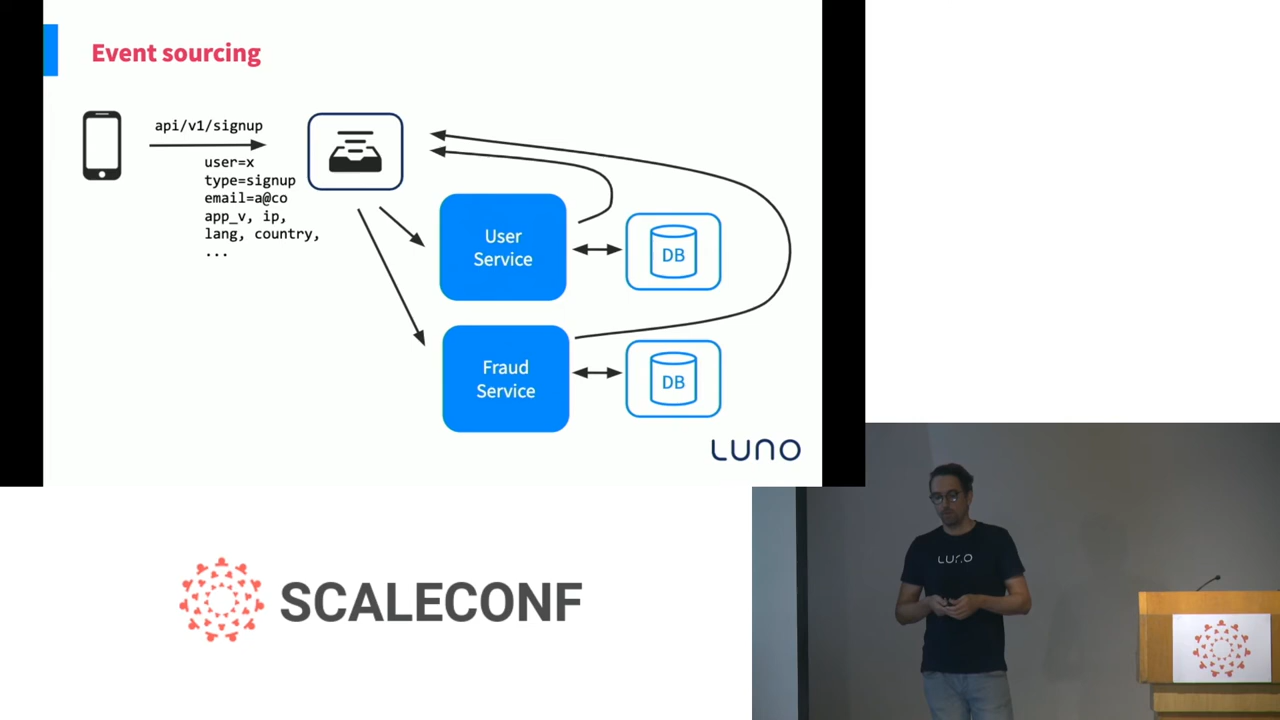 Event sourcing
api/v1/signup
user=x
type=signup
email=a@co
app_v, ip,
lang, country,
...
User
Service
DB
Fraud
Service
DB
LUNO
SCALECONF
LUNO